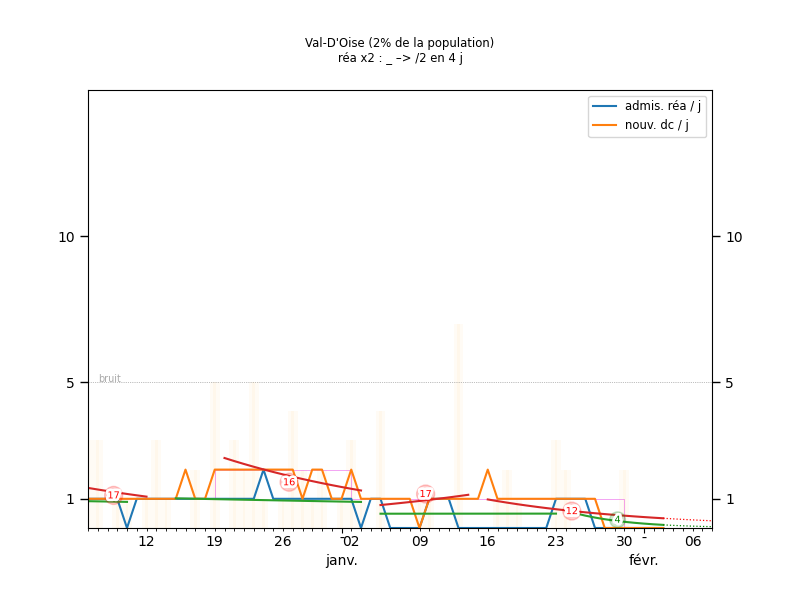 Val-D'Oise (2% de la population)
réa x2 : _ –> /2 en 4 j
admis. réa / j
nouv. dc / j
10
10
bruit
5
5
16
17
17
12
4
1
1
12
19
26
02
09
16
23
30
06
janv.
févr.